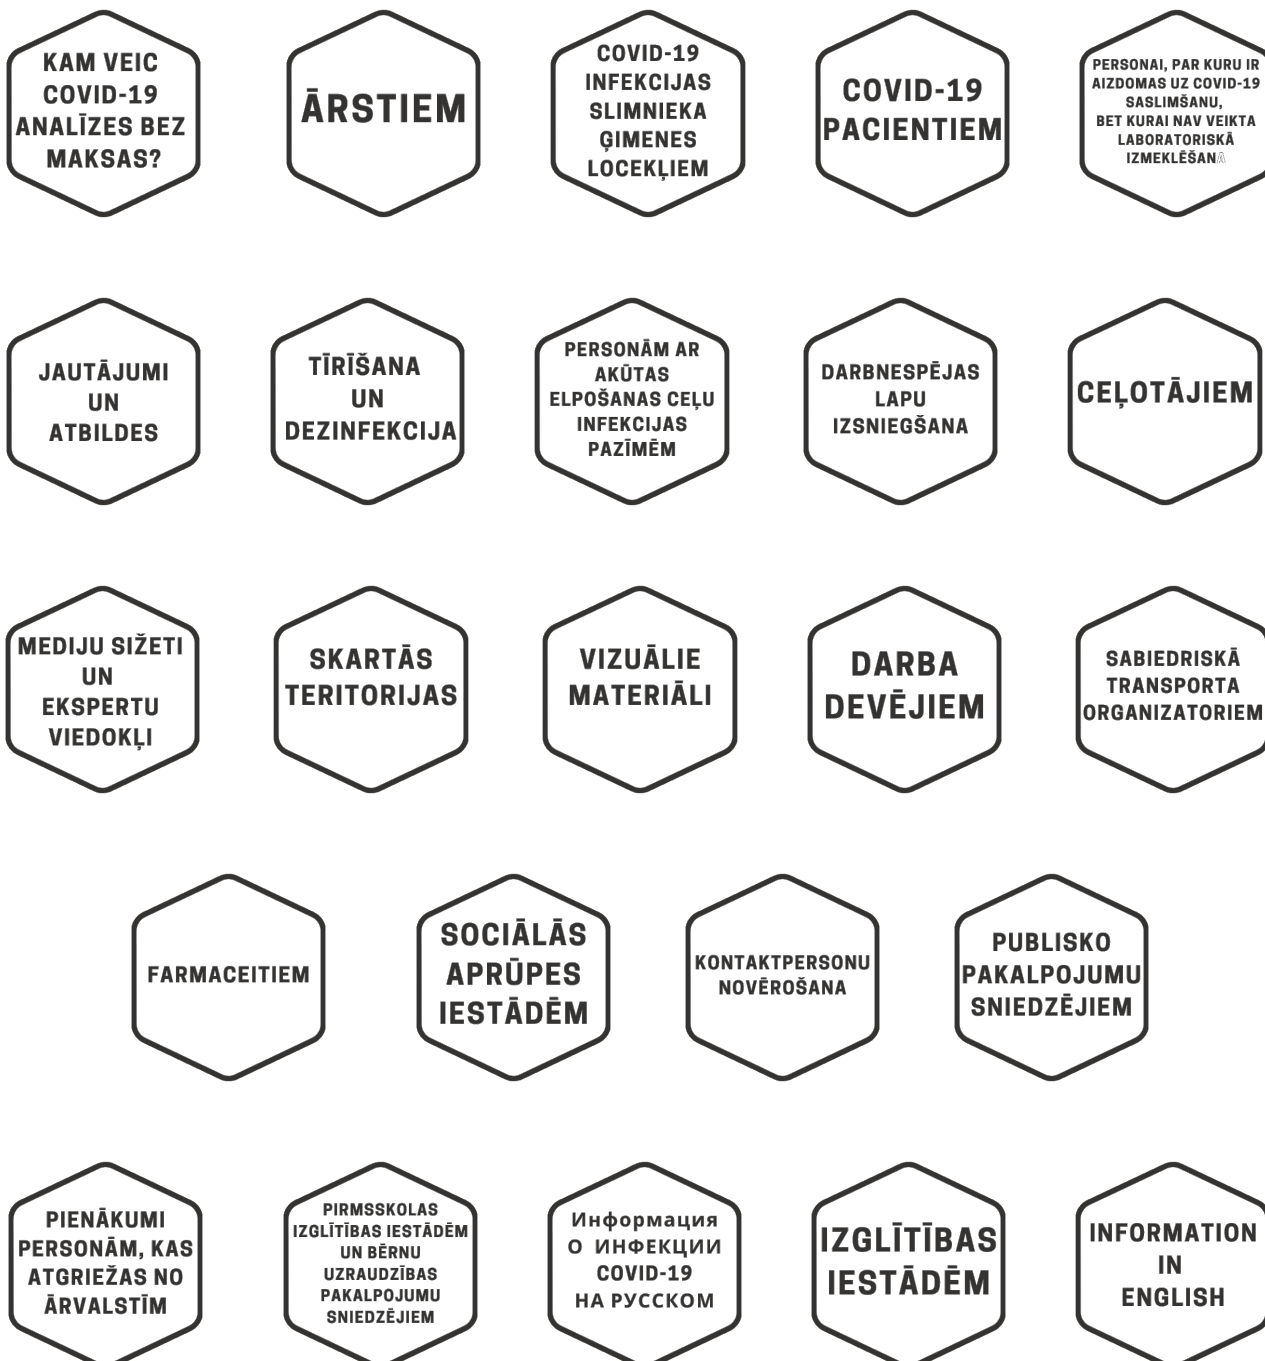 KAM VEIC
COVID-19
ANALĪZES BEZ
MAKSAS?
ĀRSTIEM
COVID-19
INFEKCIJAS
SLIMNIEKA
ĢIMENES
LOCEKĻIEM
COVID-19
PACIENTIEM
PERSONAI, PAR KURU IR
AIZDOMAS UZ COVID-19
SASLIMŠANU,
BET KURAI NAV VEIKTA
LABORATORISKĀ
IZMEKLĒŠANA
JAUTĀJUMI
UN
ATBILDES
TĪRĪŠANA
UN
DEZINFEKCIJA
PERSONĀM AR
AKŪTAS
ELPOŠANAS CEĻU
INFEKCIJAS
PAZĪMĒM
DARBNESPĒJAS
LAPU
IZSNIEGŠANA
CEĻOTĀJIEM
MEDIJU SIŽETI
UN
EKSPERTU
VIEDOKĻI
SKARTĀS
TERITORIJAS
VIZUĀLIE
MATERIĀLI
DARBA
DEVĒJIEM
SABIEDRISKĀ
TRANSPORTA
ORGANIZATORIEM
FARMACEITIEM
SOCIĀLĀS
APRŪPES
IESTĀDĒM
KONTAKTPERSONU
NOVĒROŠANA
PUBLISKO
PAKALPOJUMU
SNIEDZĒJIEM
PIENĀKUMI
PERSONĀM, KAS
ATGRIEŽAS NO
ĀRVALSTĪM
PIRMSSKOLAS
IZGLĪTĪBAS IESTĀDĒM
UN BĒRNU
UZRAUDZĪBAS
PAKALPOJUMU
SNIEDZĒJIEM
Информация
О ИНФЕКЦИИ
COVID-19
НА РУССКОМ
IZGLĪTĪBAS
IESTĀDĒM
INFORMATION
IN
ENGLISH